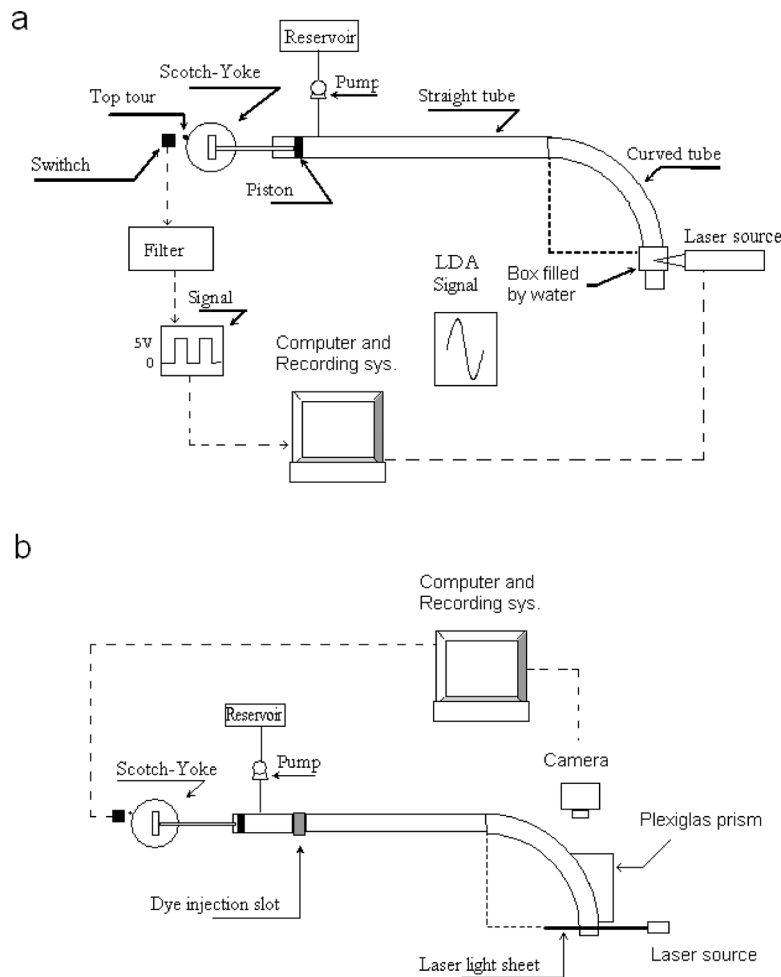 a
Reservoir
Scotch-Yoke
Pump
Top tour
Straight tube
Swithch
Curved tube
Piston
Laser source
Filter
LDA
Signal
Box filled
by water
Signal
5V
0
Computer and
Recording sys.
b
Computer and
Recording sys.
Reservoir
Camera
Scotch-Yoke
Pump
Plexiglas prism
Dye injection slot
Laser light sheet
Laser source